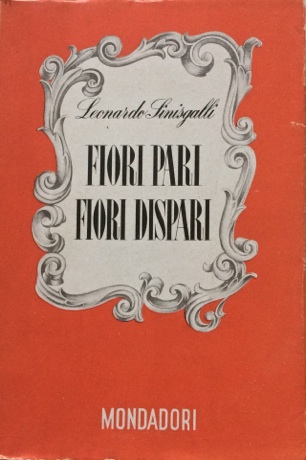 Leonardo Sinisgalli
FIORI PARI
FIORI DISPARI
MONDADORI